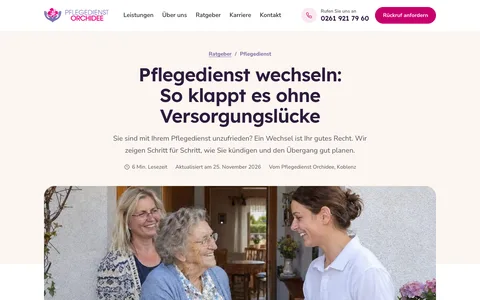 PFLEGEDIENST
ORCHIDEE
Leistungen Über uns Ratgeber Karriere Kontakt
Rufen Sie uns an
0261 921 79 60
Rückruf anfordern
Ratgeber / Pflegedienst
Pflegedienst wechseln:
So klappt es ohne
Versorgungslücke
Sie sind mit Ihrem Pflegedienst unzufrieden? Ein Wechsel ist Ihr gutes Recht. Wir
zeigen Schritt für Schritt, wie Sie kündigen und den Übergang gut planen.
6 Min. Lesezeit Aktualisiert am 25. November 2026 Vom Pflegedienst Orchidee, Koblenz